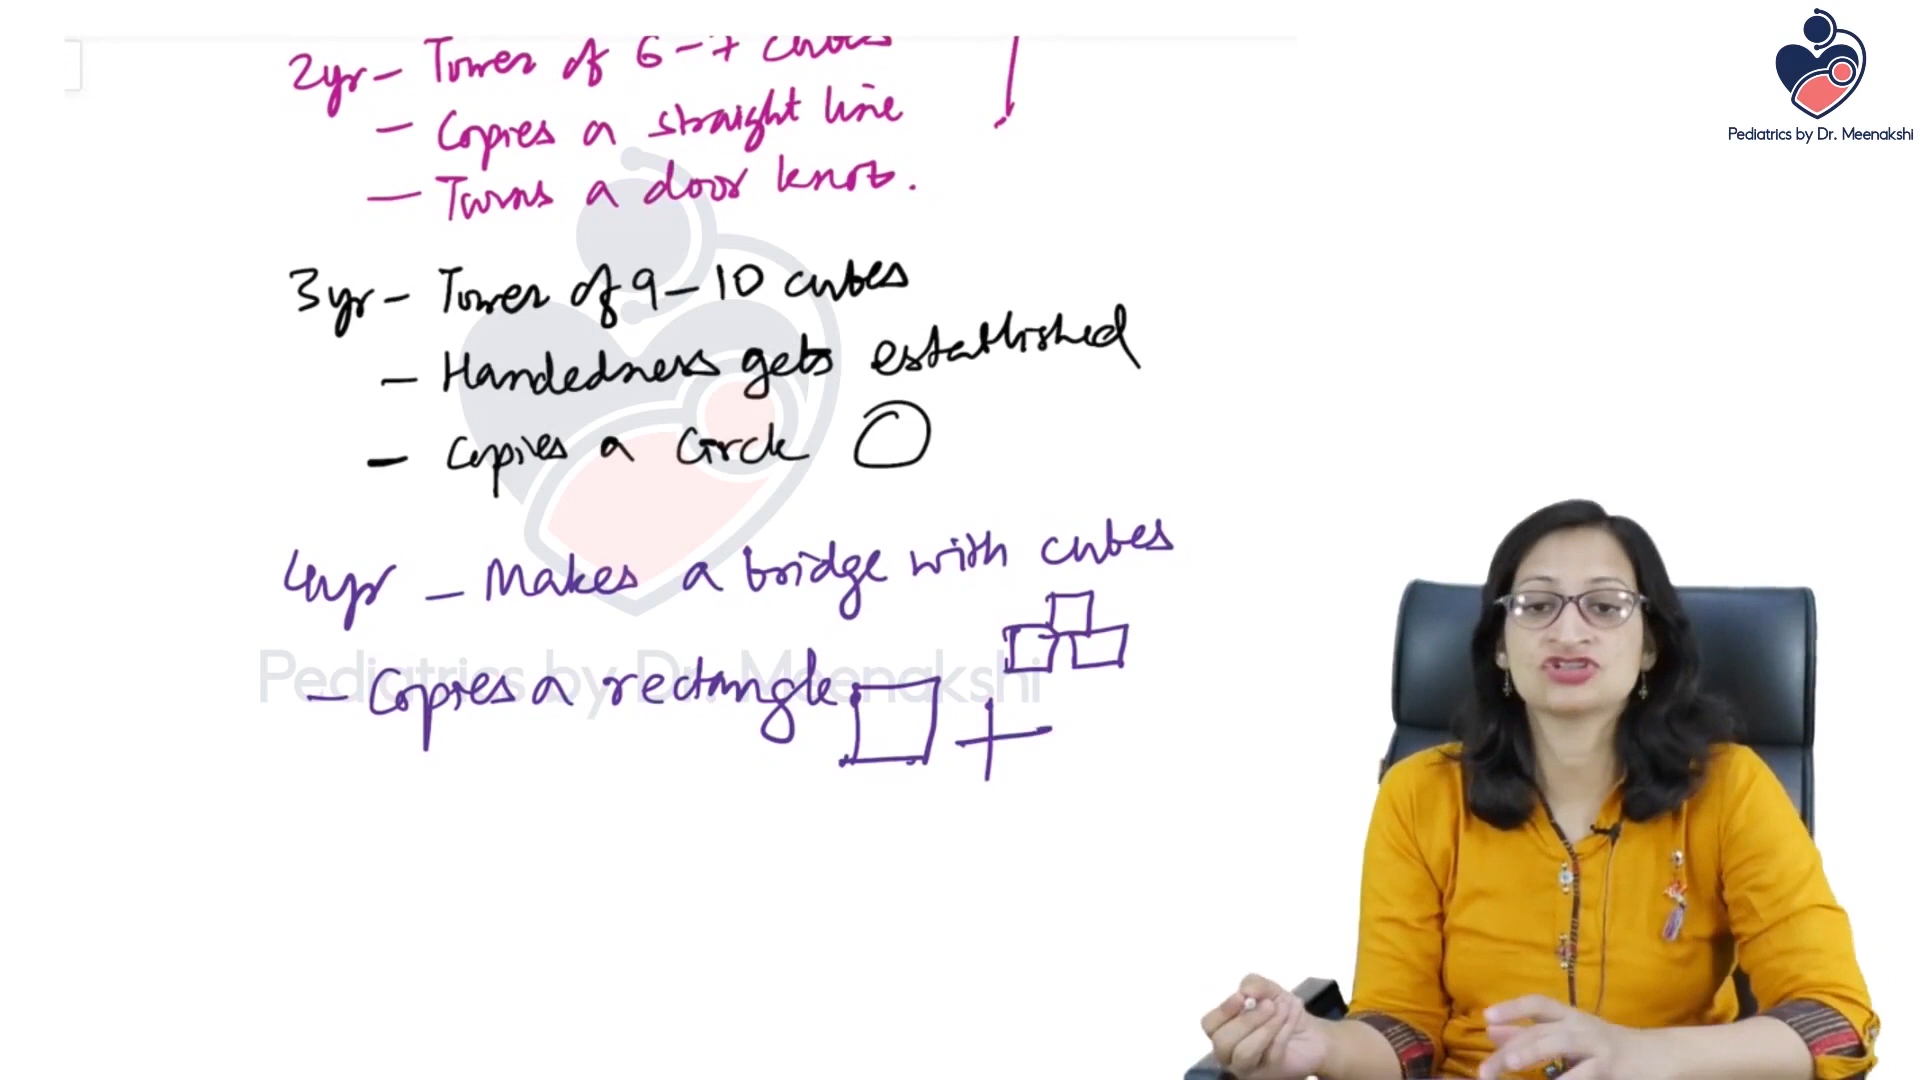 2yr - Tower of 6-7 cubes
- Copies a straight line
- Turns a door knob.
3yr - Tower of 9-10 cubes
- Handedness gets established
- Copies a Circle
4yr - Makes a bridge with cubes
- Copies a rectangle
Pediatrics by Dr. Meenakshi
Pediatrics by Dr. Meenakshi